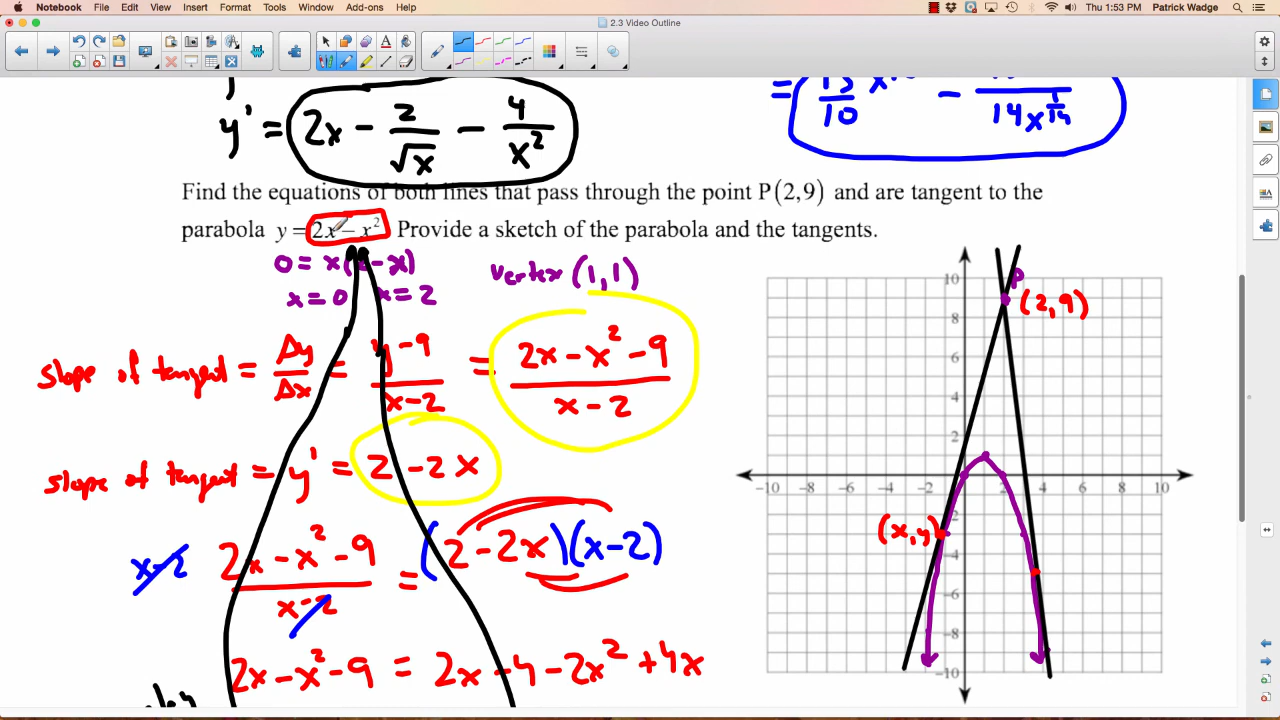 Notebook File Edit View Insert Format Tools Window Add-ons Help Thu 1:53 PM Patrick Wadge
2.3 Video Outline
y' = 2x - 2/√x - 4/x²
= 13/10 x - 14x^(1/14)
Find the equations of both lines that pass through the point P(2,9) and are tangent to the
parabola y = 2x - x². Provide a sketch of the parabola and the tangents.
0 = x( - x)
x = 0 x = 2
vertex (1,1)
slope of tangent = Δy/Δx = y-9/x-2 = 2x - x² - 9/x - 2
slope of tangent = y' = 2 - 2x
x-2 2x - x² - 9/x-2 = (2 - 2x)(x-2)
2x - x² - 9 = 2x - 4 - 2x² + 4x
P
(2,9)
(x,y)
10
8
6
4
2
-10 -8 -6 -4 -2 4 6 8 10
-2
-4
-6
-8
-10